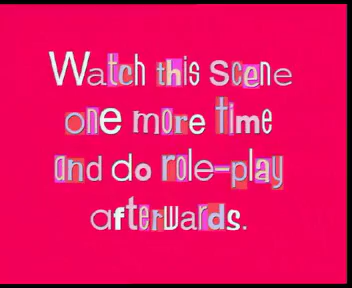 Watch this scene
one more time
and do role-play
afterwards.